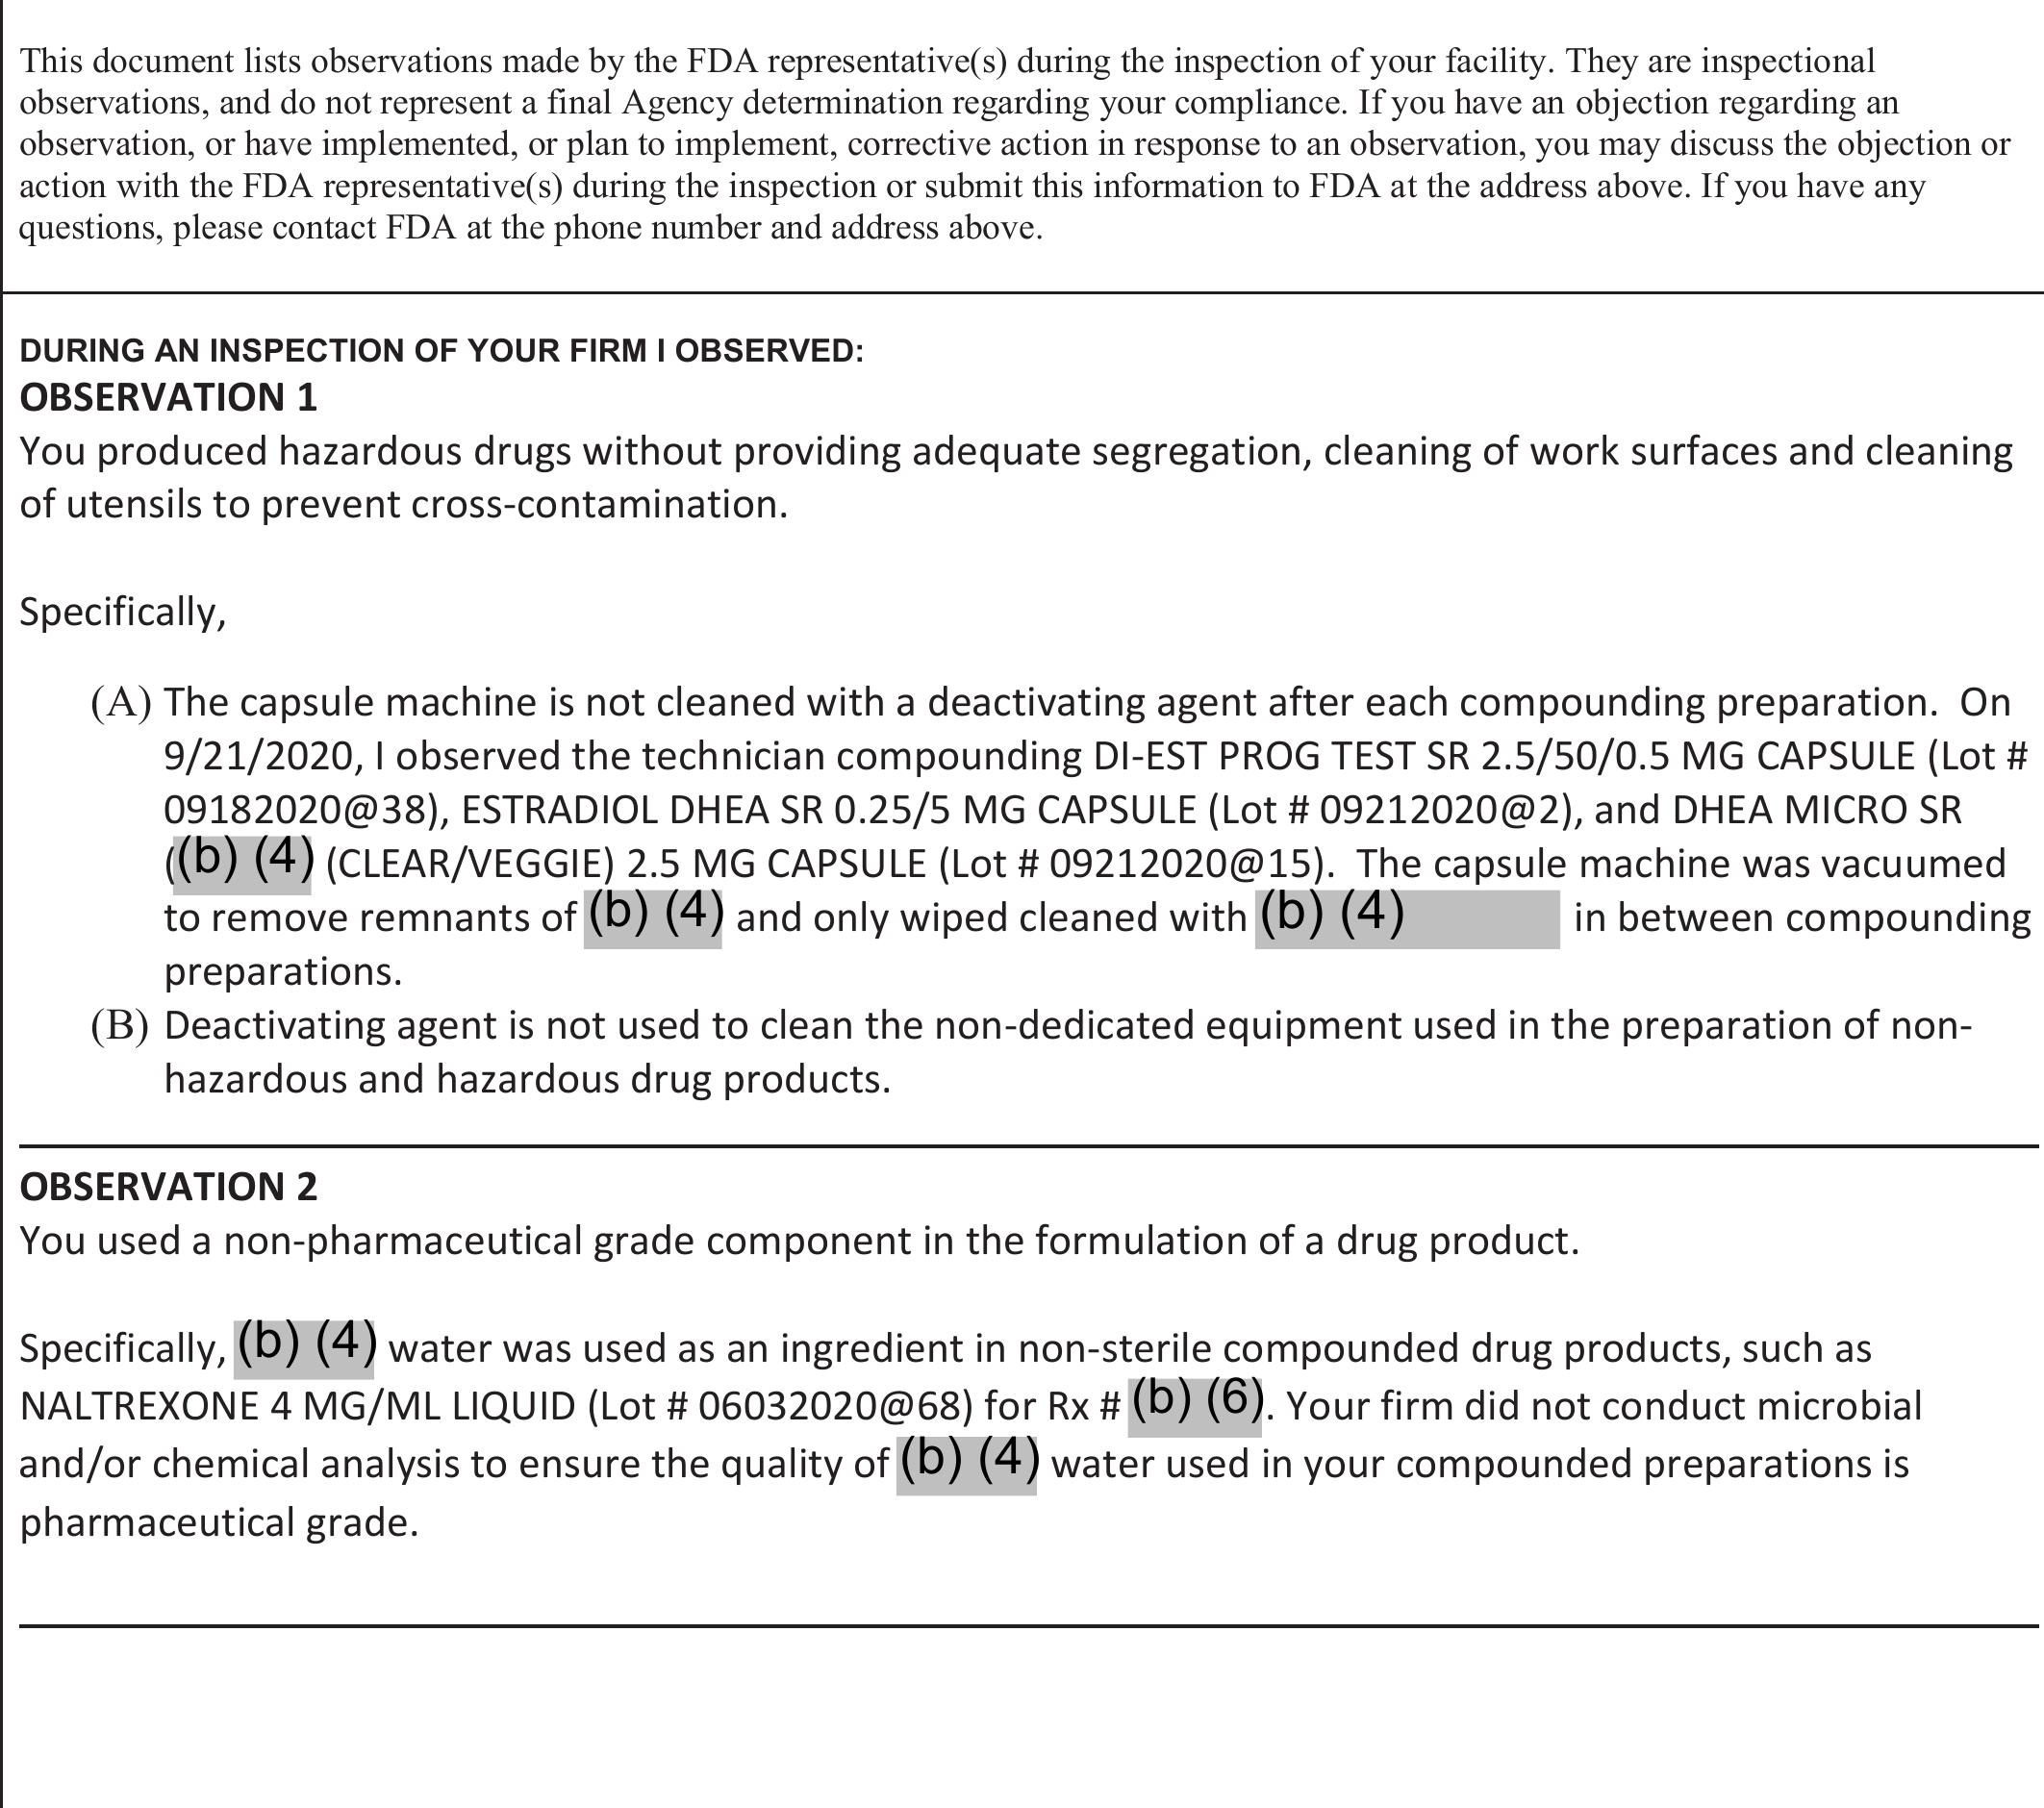 This document lists observations made by the FDA representative(s) during the inspection of your facility. They are inspectional
observations, and do not represent a final Agency determination regarding your compliance. If you have an objection regarding an
observation, or have implemented, or plan to implement, corrective action in response to an observation, you may discuss the objection or
action with the FDA representative(s) during the inspection or submit this information to FDA at the address above. If you have any
questions, please contact FDA at the phone number and address above.
DURING AN INSPECTION OF YOUR FIRM I OBSERVED:
OBSERVATION 1
You produced hazardous drugs without providing adequate segregation, cleaning of work surfaces and cleaning
of utensils to prevent cross-contamination.
Specifically,
(A) The capsule machine is not cleaned with a deactivating agent after each compounding preparation.  On
9/21/2020, I observed the technician compounding DI-EST PROG TEST SR 2.5/50/0.5 MG CAPSULE (Lot #
09182020@38), ESTRADIOL DHEA SR 0.25/5 MG CAPSULE (Lot # 09212020@2), and DHEA MICRO SR
((b) (4) (CLEAR/VEGGIE) 2.5 MG CAPSULE (Lot # 09212020@15).  The capsule machine was vacuumed
to remove remnants of (b) (4) and only wiped cleaned with (b) (4) in between compounding
preparations.
(B) Deactivating agent is not used to clean the non-dedicated equipment used in the preparation of non-
hazardous and hazardous drug products.
OBSERVATION 2
You used a non-pharmaceutical grade component in the formulation of a drug product.
Specifically, (b) (4) water was used as an ingredient in non-sterile compounded drug products, such as
NALTREXONE 4 MG/ML LIQUID (Lot # 06032020@68) for Rx # (b) (6). Your firm did not conduct microbial
and/or chemical analysis to ensure the quality of (b) (4) water used in your compounded preparations is
pharmaceutical grade.